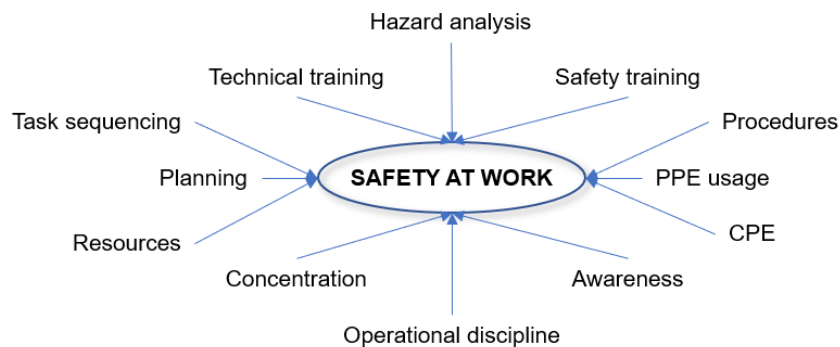 Hazard analysis
Technical training
Safety training
Task sequencing
Procedures
Planning
SAFETY AT WORK
PPE usage
Resources
CPE
Concentration
Awareness
Operational discipline